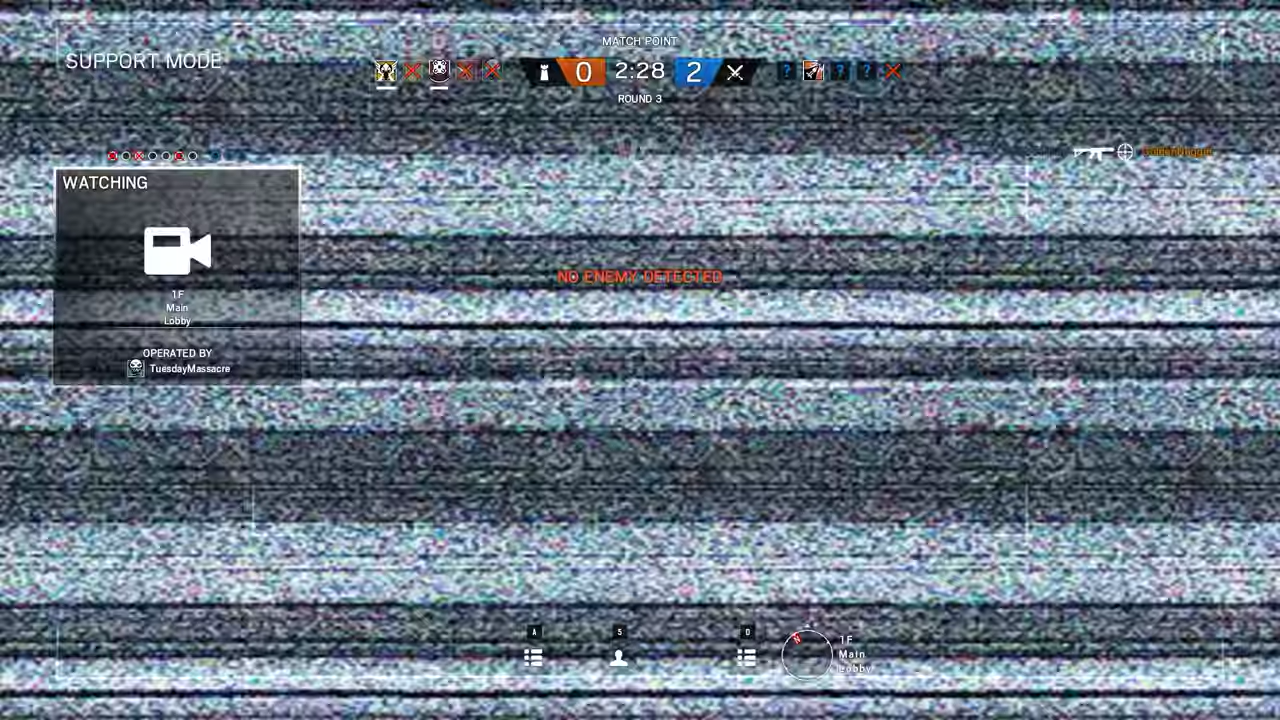 MATCH POINT
SUPPORT MODE
0 2:28 2
? ? ?
ROUND 3
WATCHING
NO ENEMY DETECTED
1F
Main
Lobby
OPERATED BY
TuesdayMassacre
A S D
N
1F
Main
Lobby